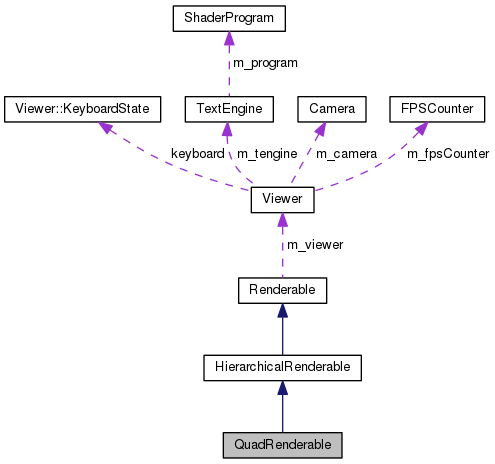 ShaderProgram
m_program
Viewer::KeyboardState
TextEngine
Camera
FPSCounter
keyboard
m_tengine
m_camera
m_fpsCounter
Viewer
m_viewer
Renderable
HierarchicalRenderable
QuadRenderable